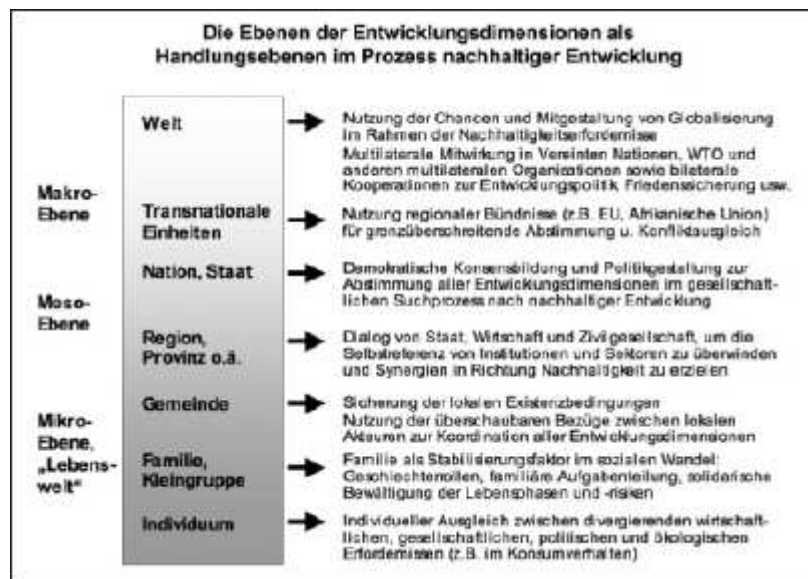 Die Ebenen der Entwicklungsdimensionen als
Handlungsebenen im Prozess nachhaltiger Entwicklung
Welt
Nutzung der Chancen und Mitgestaltung von Globalisierung
im Rahmen der Nachhaltigkeitserfordernisse
Multilaterale Mitwirkung in Vereinten Nationen, WTO und
anderen multilateralen Organisationen sowie bilaterale
Kooperationen zur Entwicklungspolitik, Friedenssicherung usw.
Makro-
Ebene
Transnationale
Einheiten
Nutzung regionaler Bündnisse (z.B. EU, Afrikanische Union)
für grenzüberschreitende Abstimmung u. Konfliktausgleich
Nation, Staat
Demokratische Konsensbildung und Politikgestaltung zur
Abstimmung aller Entwicklungsdimensionen im gesellschaft-
lichen Suchprozess nach nachhaltiger Entwicklung
Meso-
Ebene
Region,
Provinz o.ä.
Dialog von Staat, Wirtschaft und Zivilgesellschaft, um die
Selbstreferenz von Institutionen und Sektoren zu überwinden
und Synergien in Richtung Nachhaltigkeit zu erzielen
Gemeinde
Sicherung der lokalen Existenzbedingungen
Nutzung der überschaubaren Bezüge zwischen lokalen
Akteuren zur Koordination aller Entwicklungsdimensionen
Mikro-
Ebene,
„Lebens-
welt“
Familie,
Kleingruppe
Familie als Stabilisierungsfaktor im sozialen Wandel:
Geschlechterrollen, familiäre Aufgabenteilung, solidarische
Bewältigung der Lebensphasen und -risiken
Individuum
Individueller Ausgleich zwischen divergierenden wirtschaft-
lichen, gesellschaftlichen, politischen und ökologischen
Erfordernissen (z.B. im Konsumverhalten)